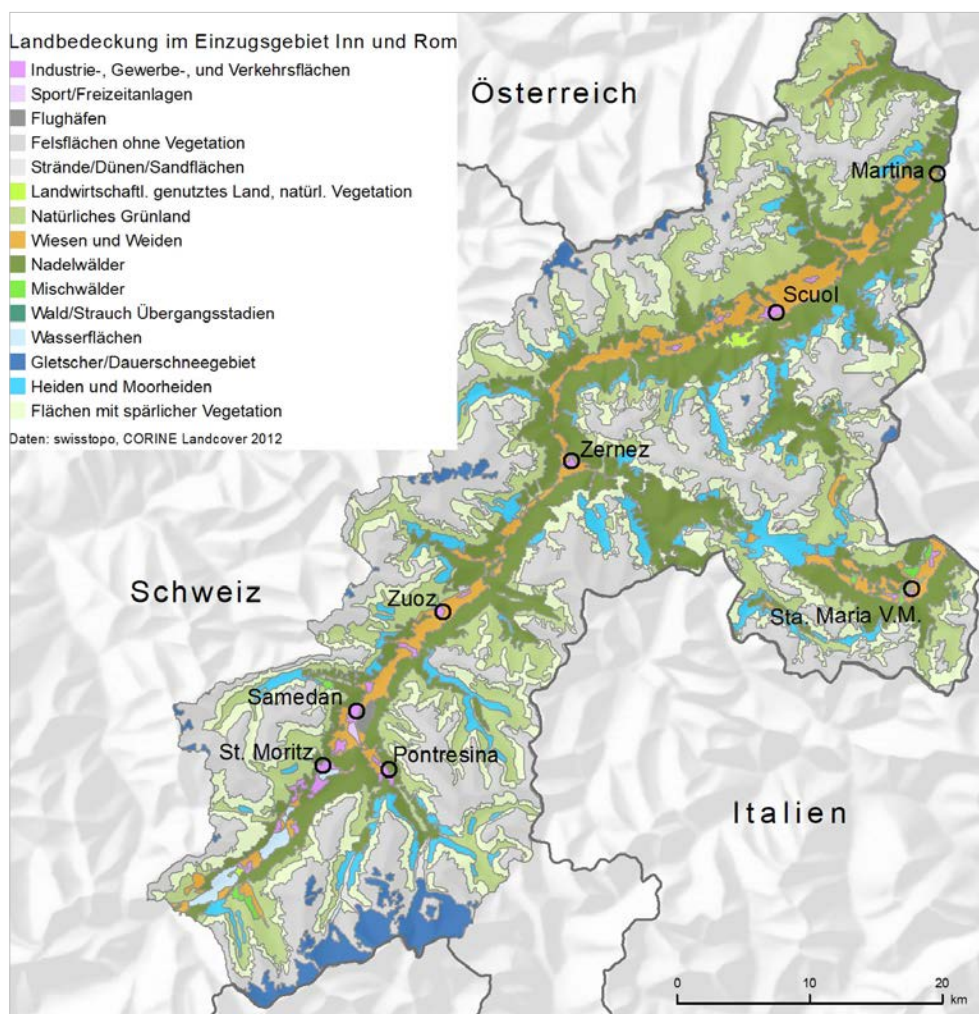 Landbedeckung im Einzugsgebiet Inn und Rom
Industrie-, Gewerbe-, und Verkehrsflächen
Sport/Freizeitanlagen
Flughäfen
Felsflächen ohne Vegetation
Strände/Dünen/Sandflächen
Landwirtschaftl. genutztes Land, natürl. Vegetation
Natürliches Grünland
Wiesen und Weiden
Nadelwälder
Mischwälder
Wald/Strauch Übergangsstadien
Wasserflächen
Gletscher/Dauerschneegebiet
Heiden und Moorheiden
Flächen mit spärlicher Vegetation
Daten: swisstopo, CORINE Landcover 2012
Österreich
Martina
Scuol
Zernez
Schweiz
Zuoz
Sta. Maria V.M.
Samedan
St. Moritz
Pontresina
Italien
0 10 20
km